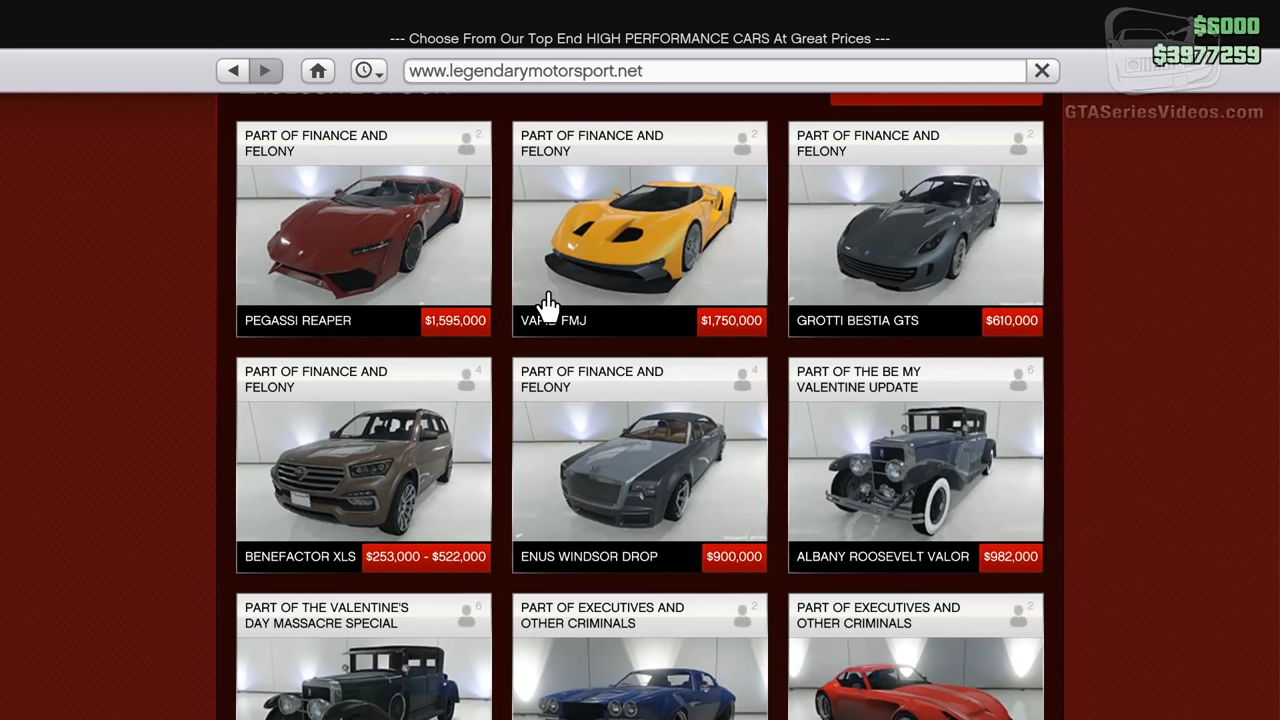 --- Choose From Our Top End HIGH PERFORMANCE CARS At Great Prices ---
$6000
$3977259
www.legendarymotorsport.net
GTASeriesVideos.com
PART OF FINANCE AND
FELONY
2
PEGASSI REAPER
$1,595,000
PART OF FINANCE AND
FELONY
2
FMJ
$1,750,000
PART OF FINANCE AND
FELONY
2
GROTTI BESTIA GTS
$610,000
PART OF FINANCE AND
FELONY
4
BENEFACTOR XLS
$253,000 - $522,000
PART OF FINANCE AND
FELONY
4
ENUS WINDSOR DROP
$900,000
PART OF THE BE MY
VALENTINE UPDATE
6
ALBANY ROOSEVELT VALOR
$982,000
PART OF THE VALENTINE'S
DAY MASSACRE SPECIAL
6
PART OF EXECUTIVES AND
OTHER CRIMINALS
2
PART OF EXECUTIVES AND
OTHER CRIMINALS
2